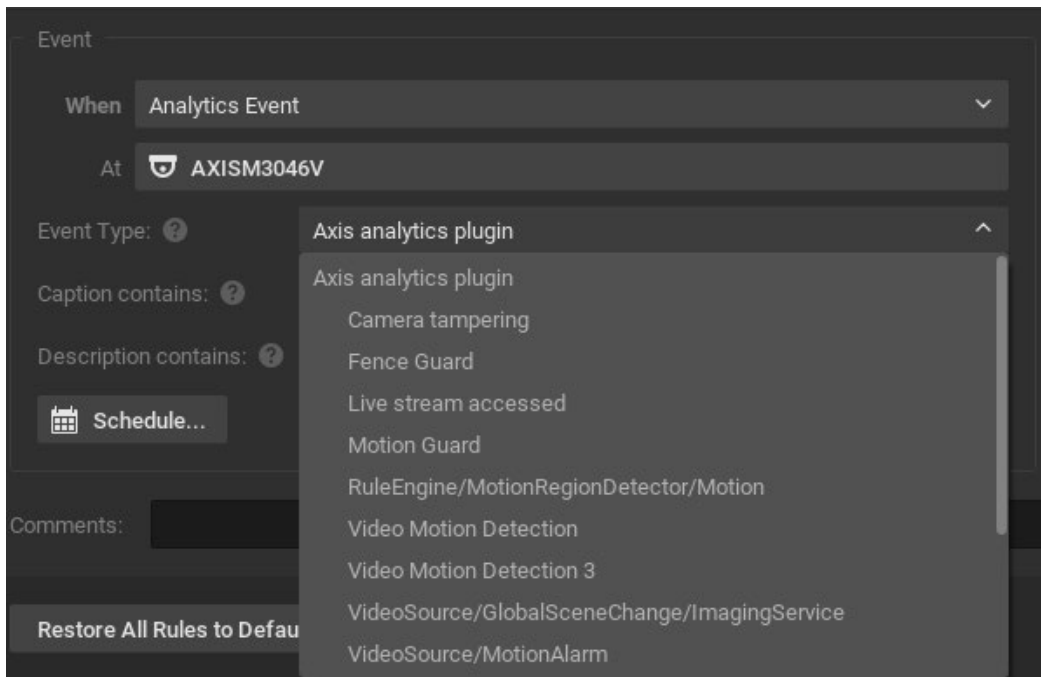 Event
When Analytics Event
At AXISM3046V
Event Type: ? Axis analytics plugin
Axis analytics plugin
Caption contains: ?
Camera tampering
Fence Guard
Description contains: ?
Live stream accessed
Schedule...
Motion Guard
RuleEngine/MotionRegionDetector/Motion
Comments:
Video Motion Detection
Video Motion Detection 3
VideoSource/GlobalSceneChange/ImagingService
Restore All Rules to Defau
VideoSource/MotionAlarm